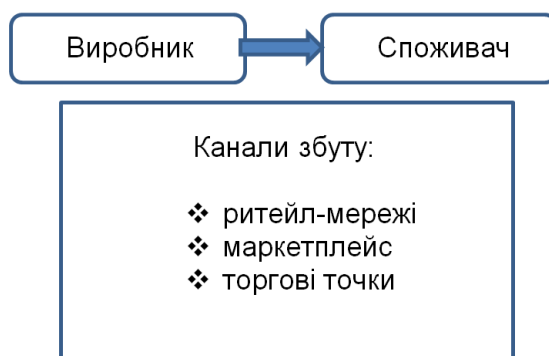 Виробник
Споживач
Канали збуту:
❖ ритейл-мережі
❖ маркетплейс
❖ торгові точки